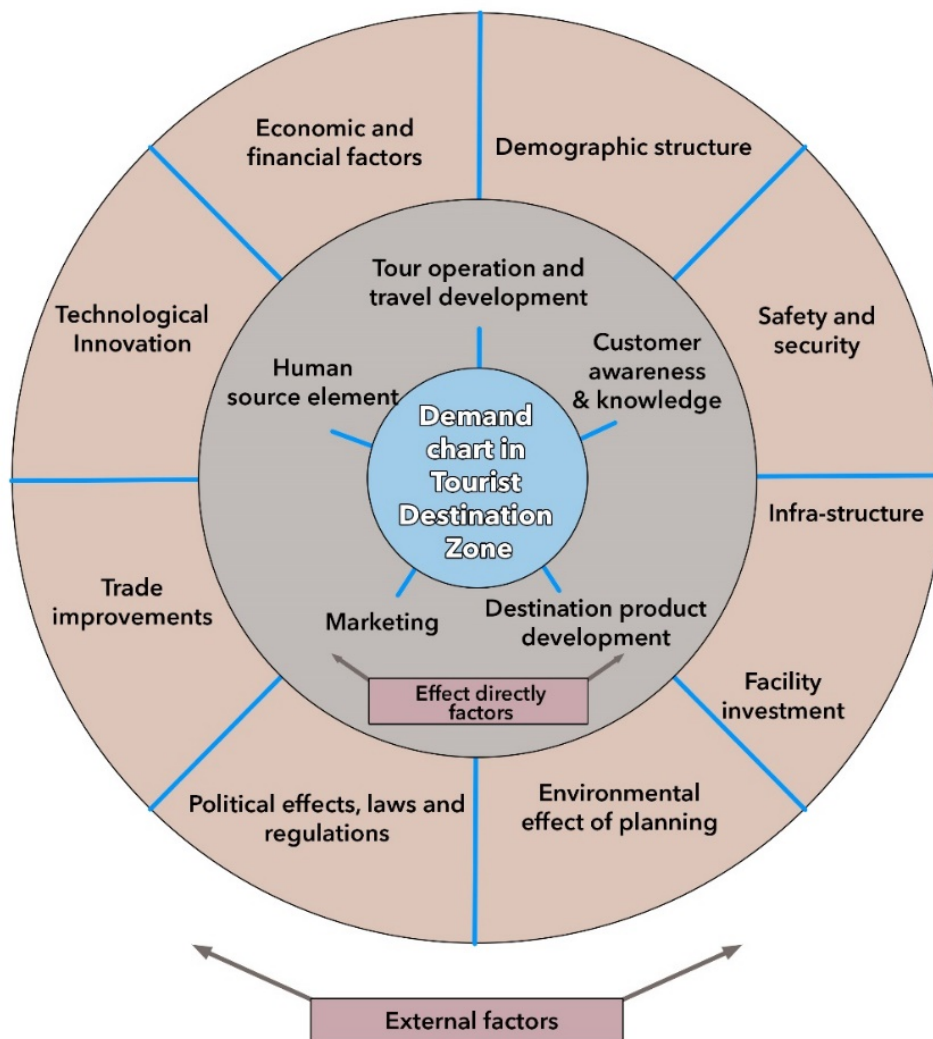 Economic and
financial factors
Demographic structure
Tour operation and
travel development
Technological
Innovation
Safety and
security
Human
source element
Customer
awareness
& knowledge
Demand
chart in
Tourist
Destination
Zone
Infra-structure
Trade
improvements
Marketing
Destination product
development
Effect directly
factors
Facility
investment
Political effects, laws and
regulations
Environmental
effect of planning
External factors